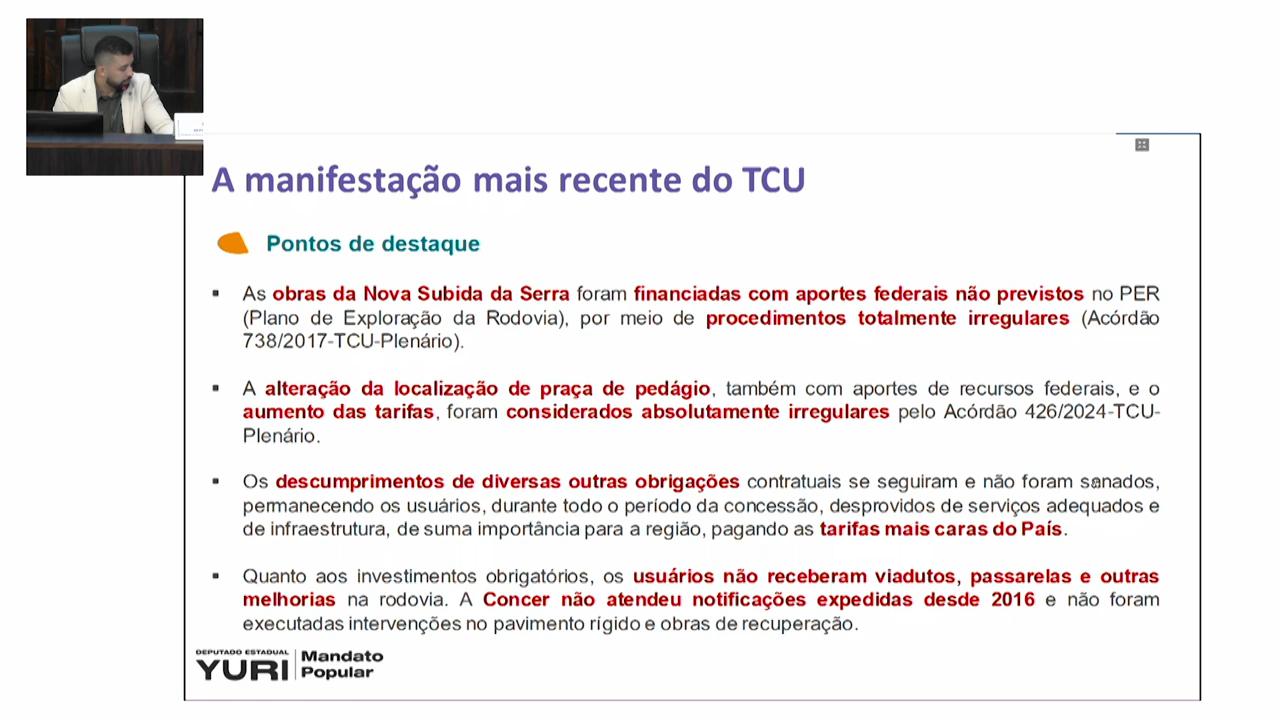 A manifestação mais recente do TCU
Pontos de destaque
▪ As obras da Nova Subida da Serra foram financiadas com aportes federais não previstos no PER
(Plano de Exploração da Rodovia), por meio de procedimentos totalmente irregulares (Acórdão
738/2017-TCU-Plenário).
▪ A alteração da localização de praça de pedágio, também com aportes de recursos federais, e o
aumento das tarifas, foram considerados absolutamente irregulares pelo Acórdão 426/2024-TCU-
Plenário.
▪ Os descumprimentos de diversas outras obrigações contratuais se seguiram e não foram sanados,
permanecendo os usuários, durante todo o período da concessão, desprovidos de serviços adequados e
de infraestrutura, de suma importância para a região, pagando as tarifas mais caras do País.
▪ Quanto aos investimentos obrigatórios, os usuários não receberam viadutos, passarelas e outras
melhorias na rodovia. A Concer não atendeu notificações expedidas desde 2016 e não foram
executadas intervenções no pavimento rígido e obras de recuperação.
DEPUTADO ESTADUAL
YURI
Mandato
Popular